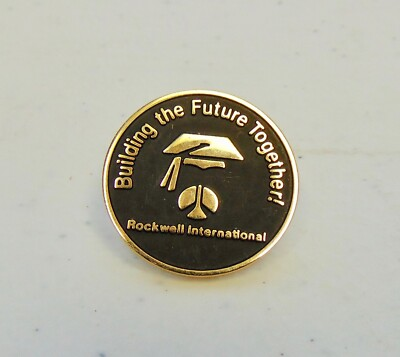 Building the Future Together!
Rockwell International